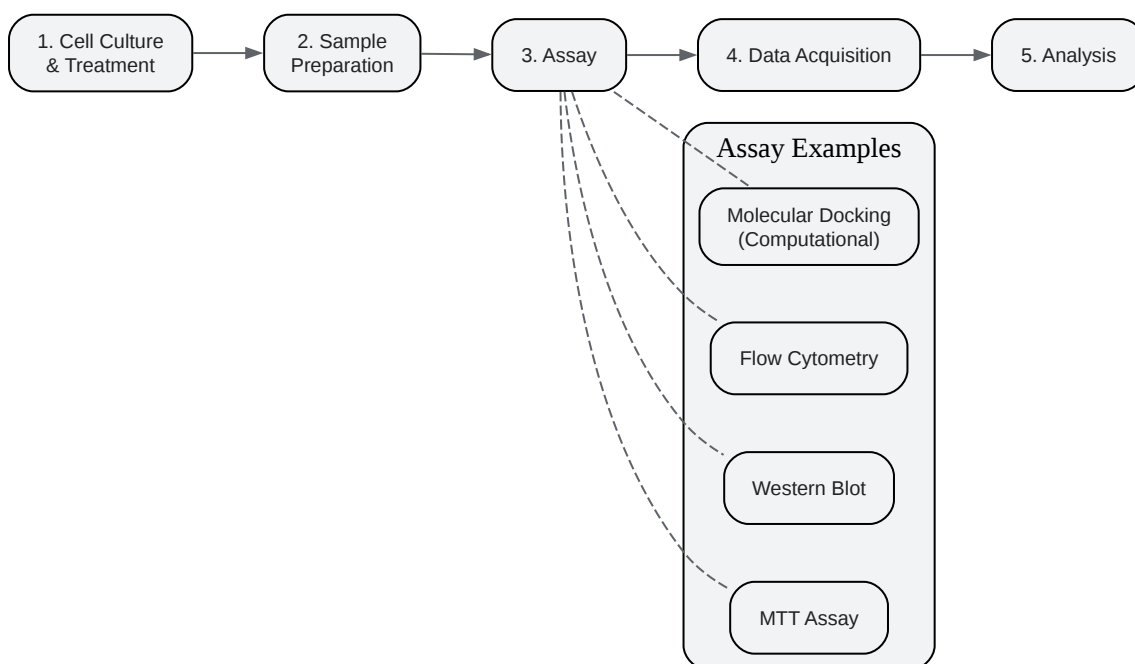 1. Cell Culture
& Treatment
2. Sample
Preparation
3. Assay
4. Data Acquisition
5. Analysis
Assay Examples
Molecular Docking
(Computational)
Flow Cytometry
Western Blot
MTT Assay